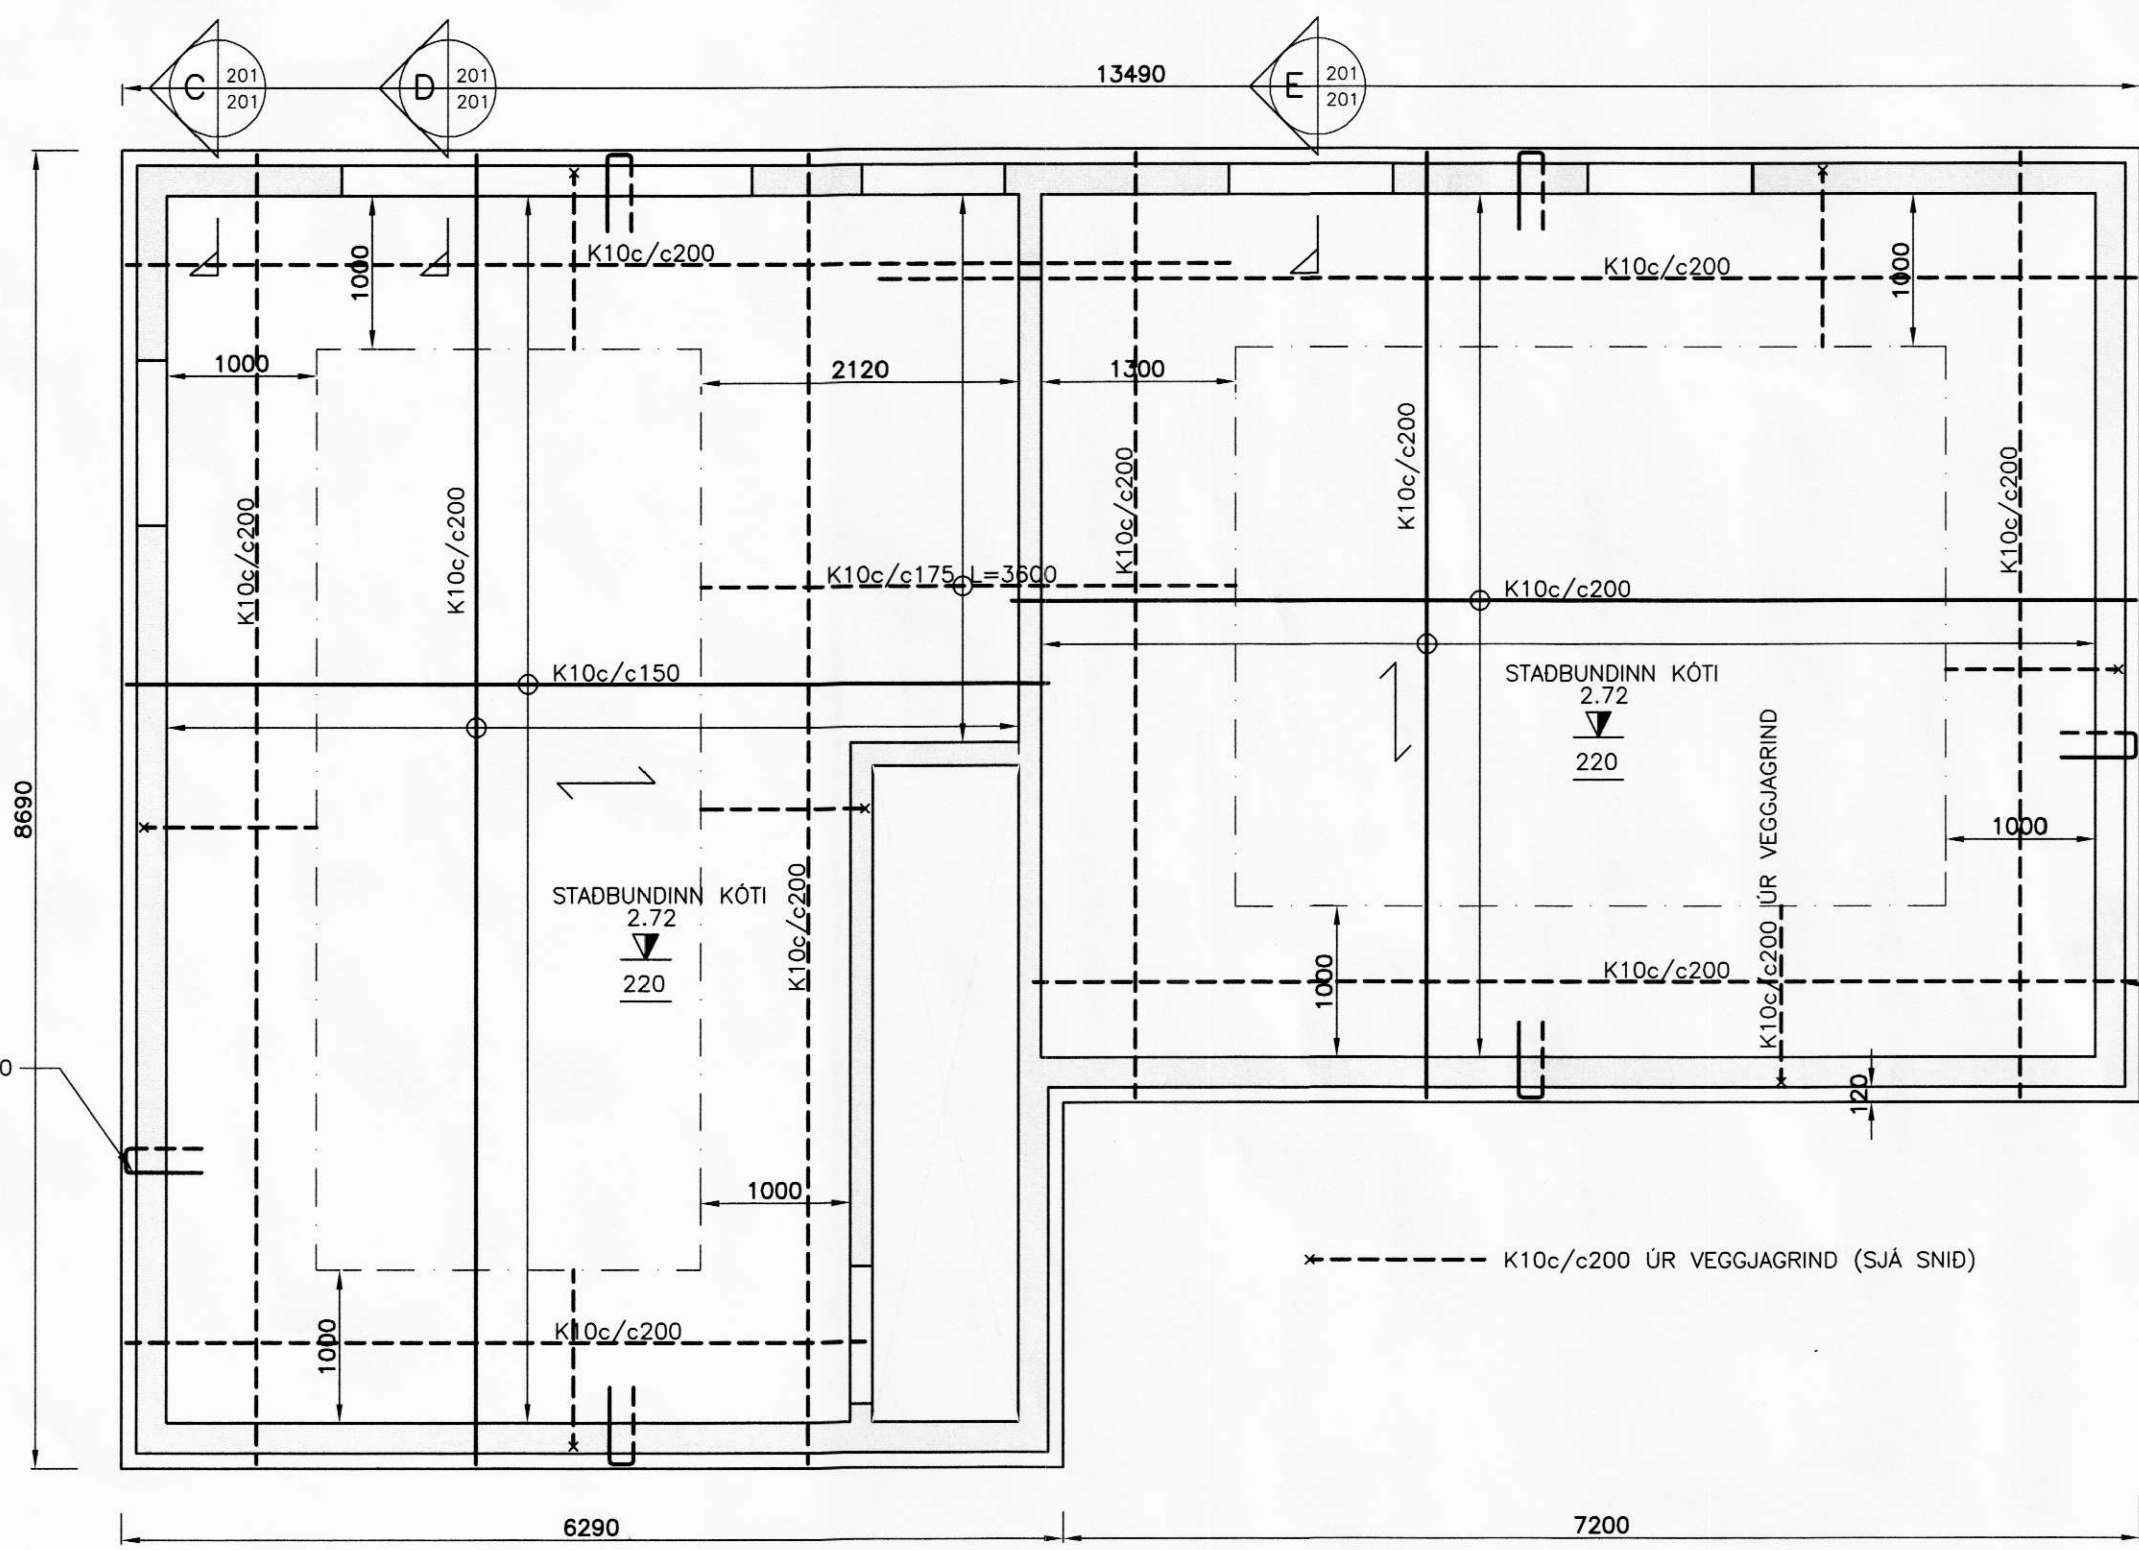 C 201 201
D 201 201
13490
E 201 201
K10c/c200
K10c/c200
1000
1000
1000
2120
1300
K10c/c200
K10c/c200
K10c/c200
K10c/c200
K10c/c200
K10c/c175 L=3600
K10c/c200
K10c/c150
STAÐBUNDINN KÓTI
2.72
220
8690
1000
STAÐBUNDINN KÓTI
2.72
220
K10c/c200
K10c/c200 ÚR VEGGJAGRIND
K10c/c200
1000
0
120
1000
K10c/c200 ÚR VEGGJAGRIND (SJÁ SNIÐ)
K10c/c200
1000
6290
7200